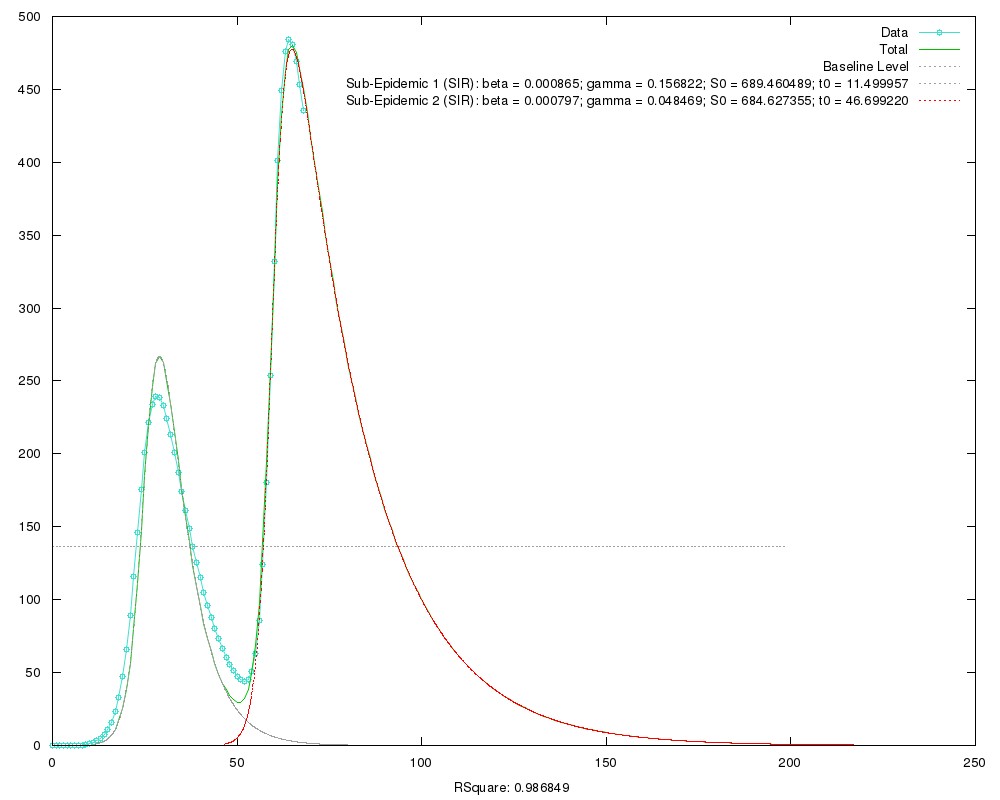 500
450
400
350
300
250
200
150
100
50
0
Data
Total
Baseline Level
Sub-Epidemic 1 (SIR): beta = 0.000865; gamma = 0.156822; S0 = 689.460489; t0 = 11.499957
Sub-Epidemic 2 (SIR): beta = 0.000797; gamma = 0.048469; S0 = 684.627355; t0 = 46.699220
0 50 100 150 200 250
RSquare: 0.986849